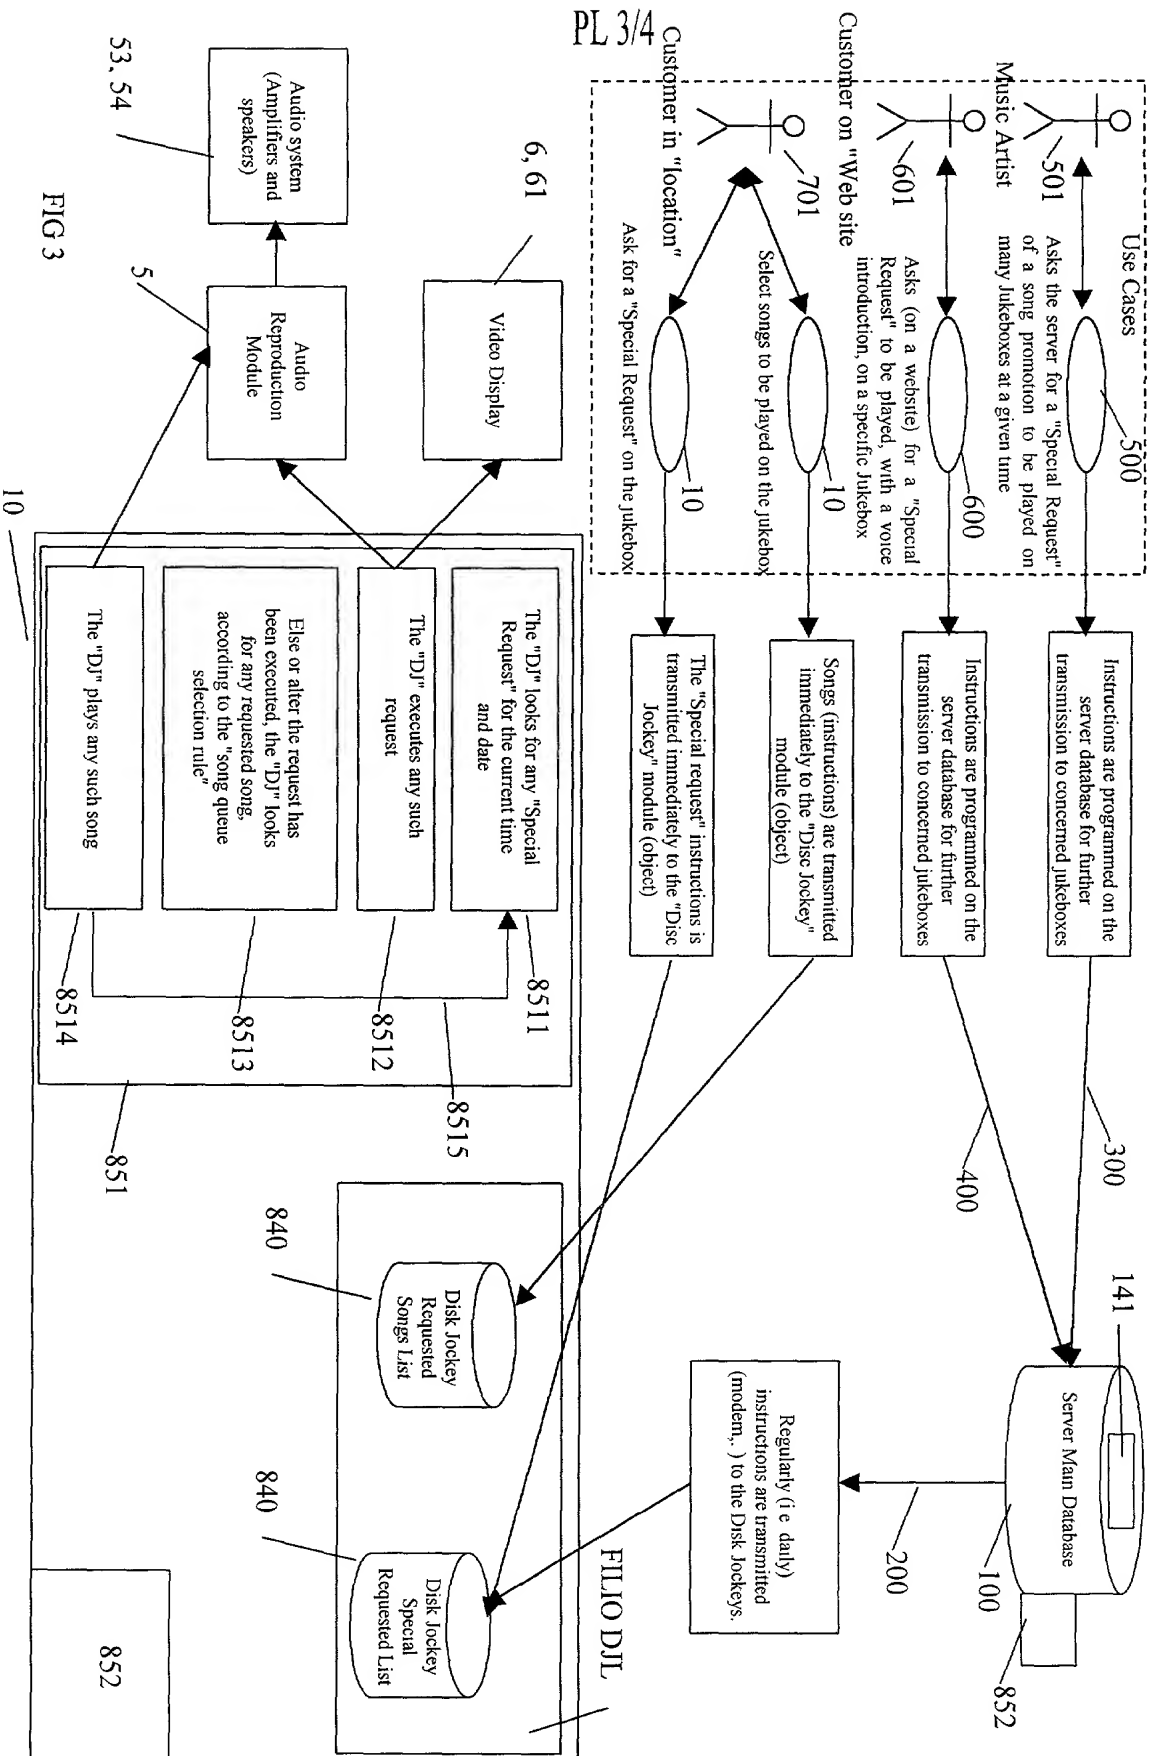 PL 3/4
Use Cases
501
Music Artist
Asks the server for a "Special Request"
of a song promotion to be played on
many Jukeboxes at a given time
500
Instructions are programmed on the
server database for further
transmission to concerned jukeboxes
300
601
Customer on "Web site
Asks (on a website) for a "Special
Request" to be played, with a voice
introduction, on a specific Jukebox
600
Instructions are programmed on the
server database for further
transmission to concerned jukeboxes
400
701
Customer in "location"
Select songs to be played on the jukebox
10
Songs (instructions) are transmitted
immediately to the "Disc Jockey"
module (object)
Ask for a "Special Request" on the jukebox
10
The "Special request" instructions is
transmitted immediately to the "Disc
Jockey" module (object)
141
Server Main Database
100
852
200
Regularly (i e daily)
instructions are transmitted
(modem,. ) to the Disk Jockeys.
FILIO DJL
Disk Jockey
Requested
Songs List
840
Disk Jockey
Special
Requested List
840
6, 61
Video Display
Audio system
(Amplifiers and
speakers)
53, 54
Audio
Reproduction
Module
5
The "DJ" looks for any "Special
Request" for the current time
and date
8511
The "DJ" executes any such
request
8512
Else or alter the request has
been executed, the "DJ" looks
for any requested song,
according to the "song queue
selection rule"
8513
The "DJ" plays any such song
8514
8515
851
10
852
FIG 3